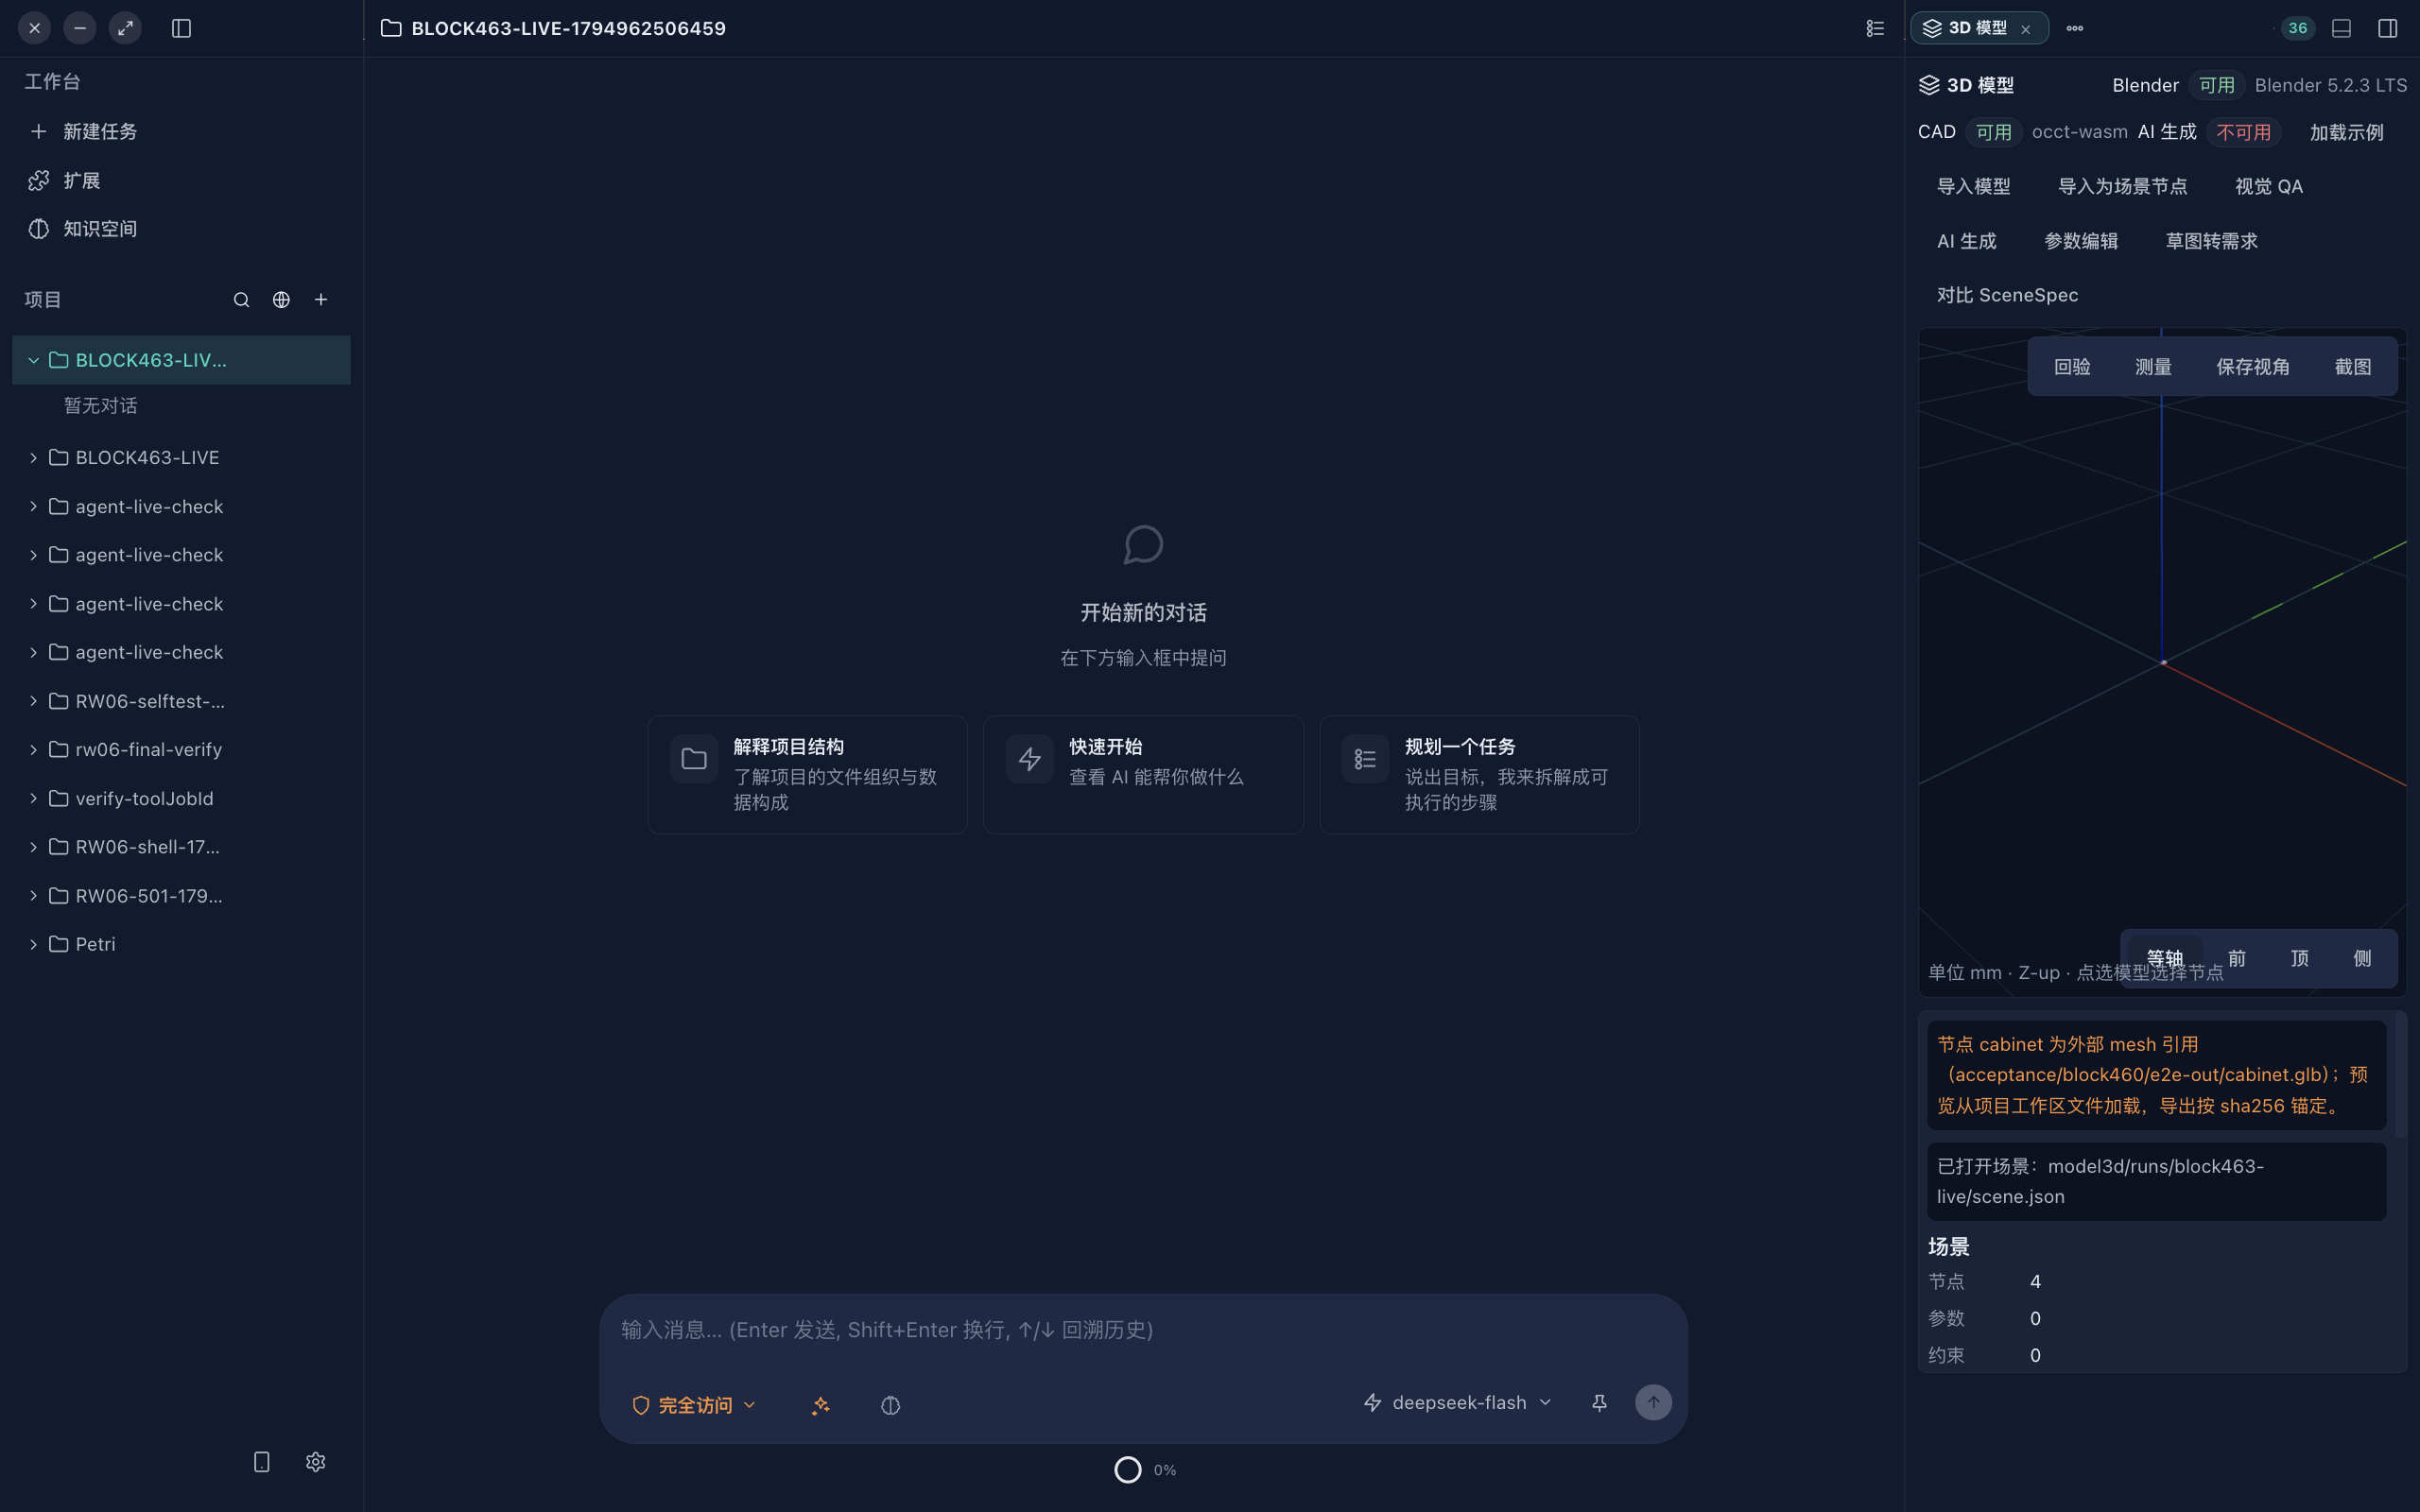 BLOCK463-LIVE-1794962506459
3D 模型
36
工作台
新建任务
扩展
知识空间
项目
BLOCK463-LIV...
暂无对话
BLOCK463-LIVE
agent-live-check
agent-live-check
agent-live-check
agent-live-check
RW06-selftest-...
rw06-final-verify
verify-toolJobId
RW06-shell-17...
RW06-501-179...
Petri
开始新的对话
在下方输入框中提问
解释项目结构
了解项目的文件组织与数
据构成
快速开始
查看 AI 能帮你做什么
规划一个任务
说出目标，我来拆解成可
执行的步骤
输入消息... (Enter 发送, Shift+Enter 换行, ↑/↓ 回溯历史)
完全访问
deepseek-flash
0%
3D 模型 Blender 可用 Blender 5.2.3 LTS
CAD 可用 occt-wasm AI 生成 不可用 加载示例
导入模型 导入为场景节点 视觉 QA
AI 生成 参数编辑 草图转需求
对比 SceneSpec
回验 测量 保存视角 截图
等轴 前 顶 侧
单位 mm · Z-up · 点选模型选择节点
节点 cabinet 为外部 mesh 引用
（acceptance/block460/e2e-out/cabinet.glb）；预
览从项目工作区文件加载，导出按 sha256 锚定。
已打开场景：model3d/runs/block463-
live/scene.json
场景
节点 4
参数 0
约束 0